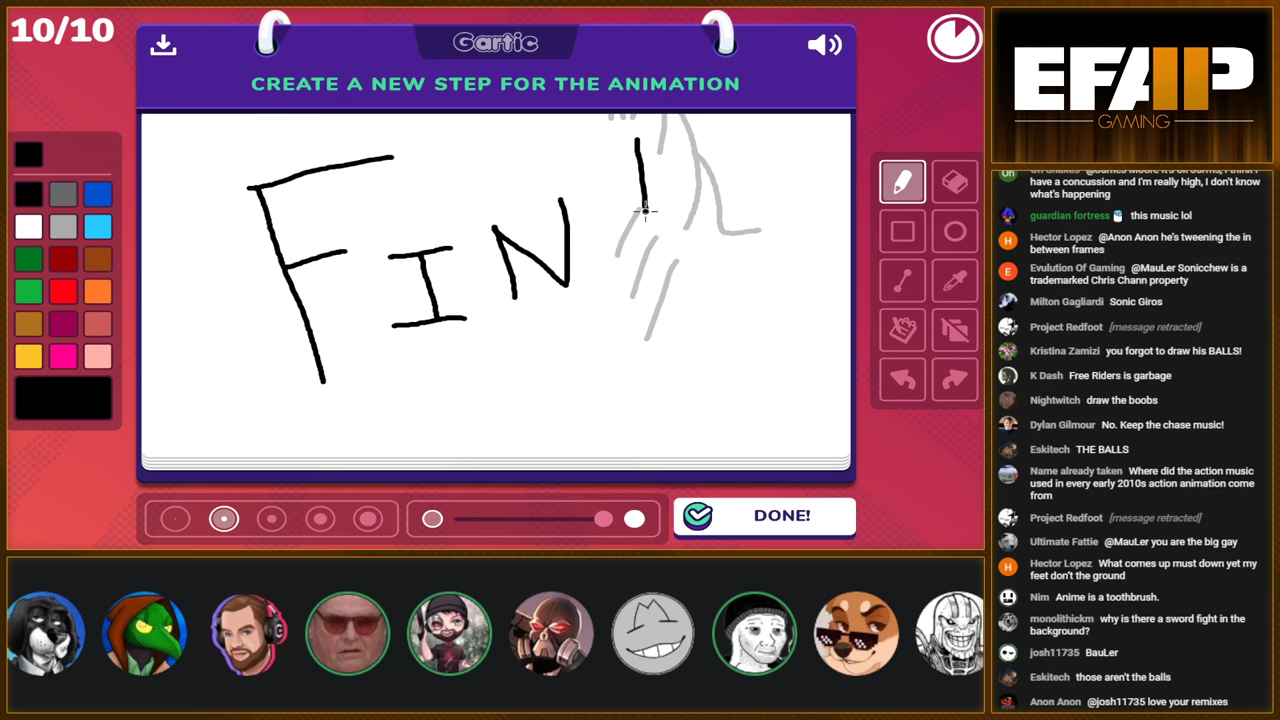 10/10
Gartic
CREATE A NEW STEP FOR THE ANIMATION
FIN
DONE!
EFAP
GAMING
have a concussion and I'm really high, I don't know
what's happening
guardian fortress this music lol
Hector Lopez @Anon Anon he's tweening the in
between frames
Evulution Of Gaming @MauLer Sonicchew is a
trademarked Chris Chann property
Milton Gagliardi Sonic Giros
Project Redfoot [message retracted]
Kristina Zamizi you forgot to draw his BALLS!
K Dash Free Riders is garbage
Nightwitch draw the boobs
Dylan Gilmour No. Keep the chase music!
Eskitech THE BALLS
Name already taken Where did the action music
used in every early 2010s action animation come
from
Project Redfoot [message retracted]
Ultimate Fattie @MauLer you are the big gay
Hector Lopez What comes up must down yet my
feet don't the ground
Nim Anime is a toothbrush.
monolithickm why is there a sword fight in the
background?
josh11735 BauLer
Eskitech those aren't the balls
Anon Anon @josh11735 love your remixes